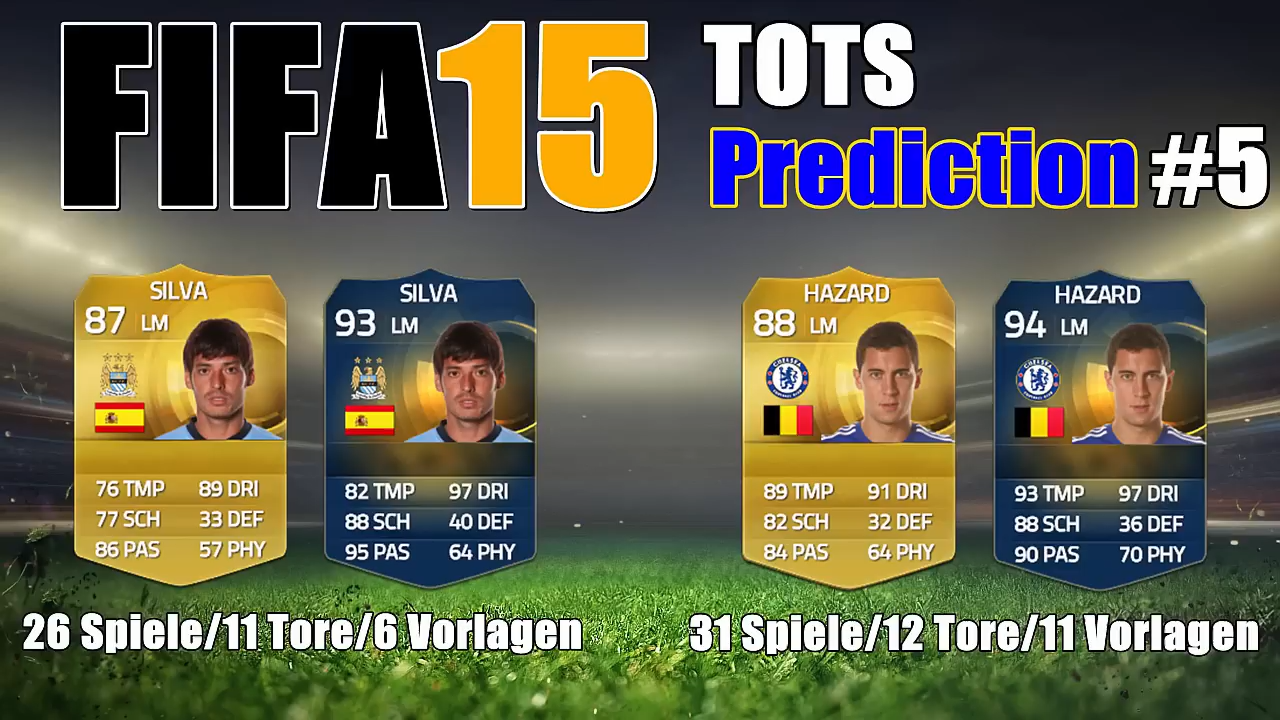 FIFA15
TOTS
Prediction #5
SILVA
87 LM
76 TMP 89 DRI
77 SCH 33 DEF
86 PAS 57 PHY
SILVA
93 LM
82 TMP 97 DRI
88 SCH 40 DEF
95 PAS 64 PHY
HAZARD
88 LM
CHELSEA
89 TMP 91 DRI
82 SCH 32 DEF
84 PAS 64 PHY
HAZARD
94 LM
CHELSEA
93 TMP 97 DRI
88 SCH 36 DEF
90 PAS 70 PHY
26 Spiele/11 Tore/6 Vorlagen
31 Spiele/12 Tore/11 Vorlagen